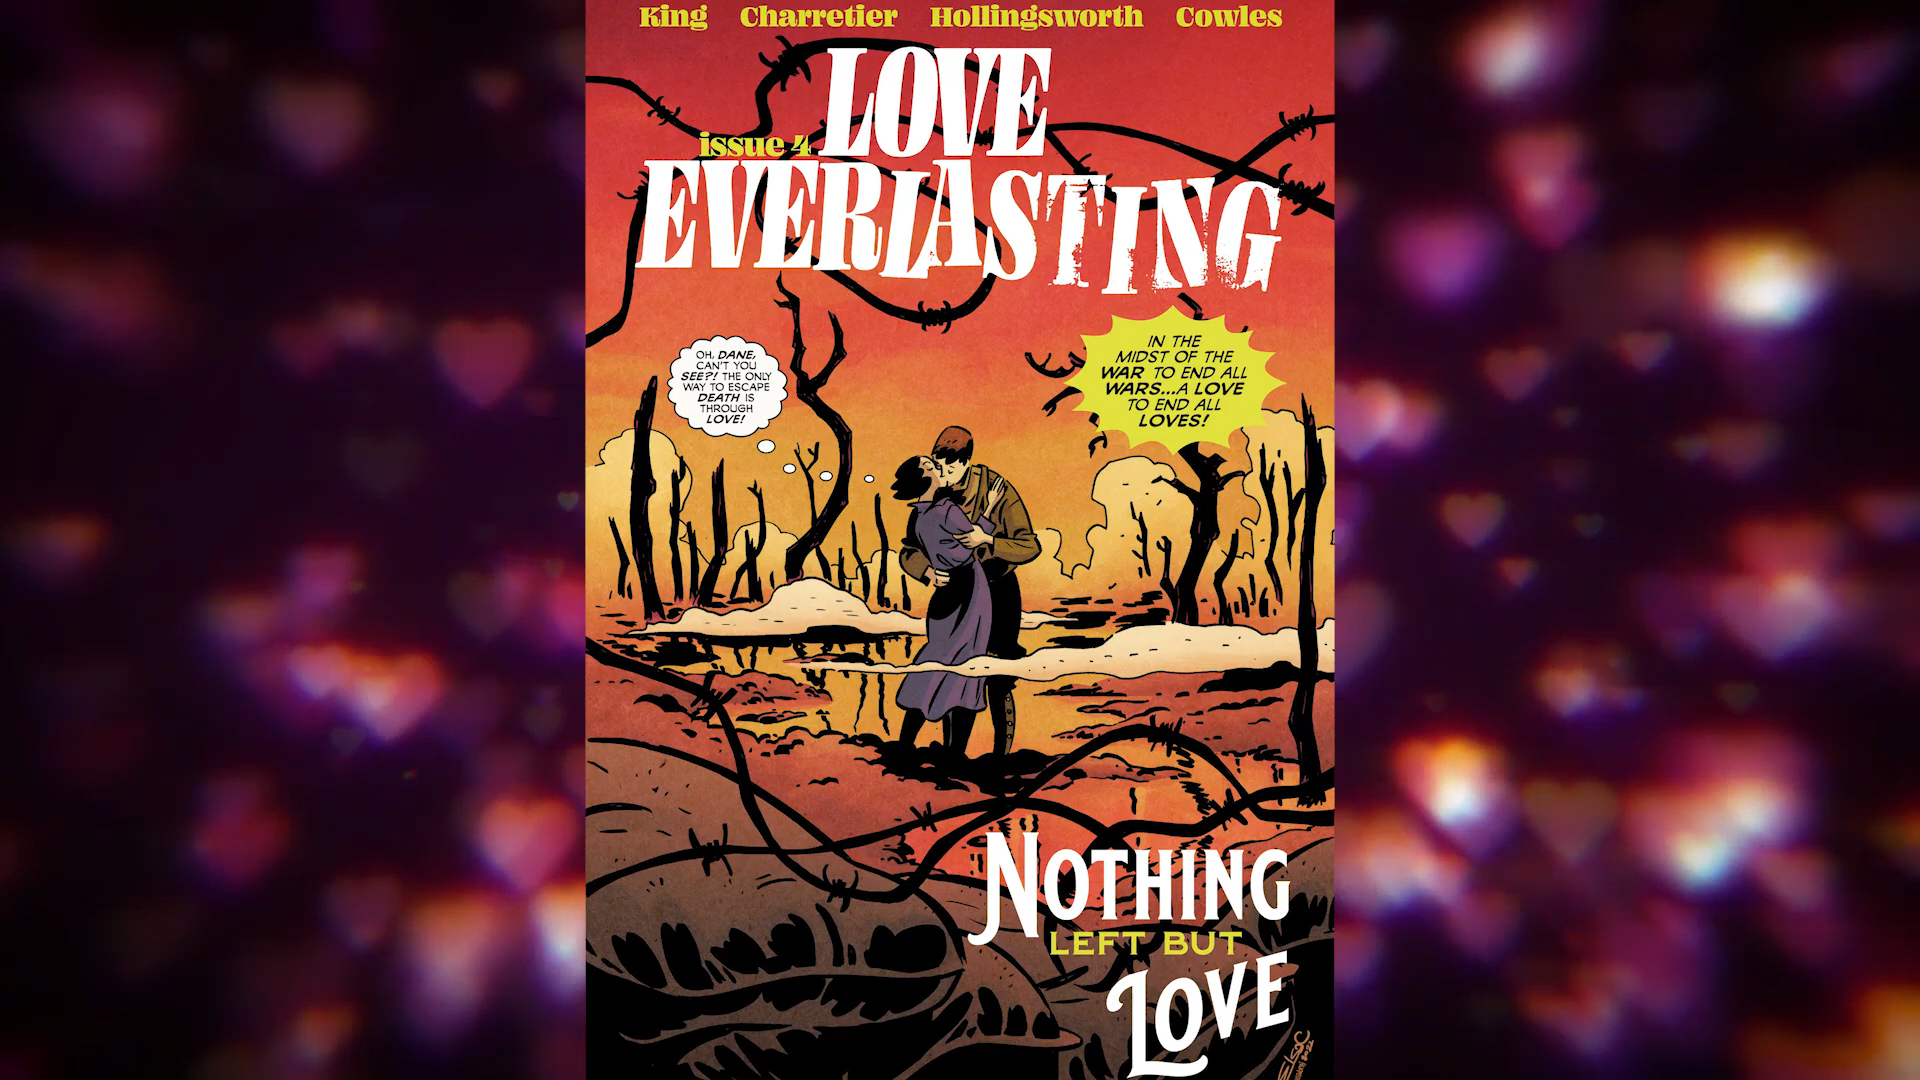 King Charretier Hollingsworth Cowles
LOVE
issue 4
EVERLASTING
OH, DANE,
CAN'T YOU
SEE?! THE ONLY
WAY TO ESCAPE
DEATH IS
THROUGH
LOVE!
IN THE
MIDST OF THE
WAR TO END ALL
WARS...A LOVE
TO END ALL
LOVES!
NOTHING
LEFT BUT
LOVE